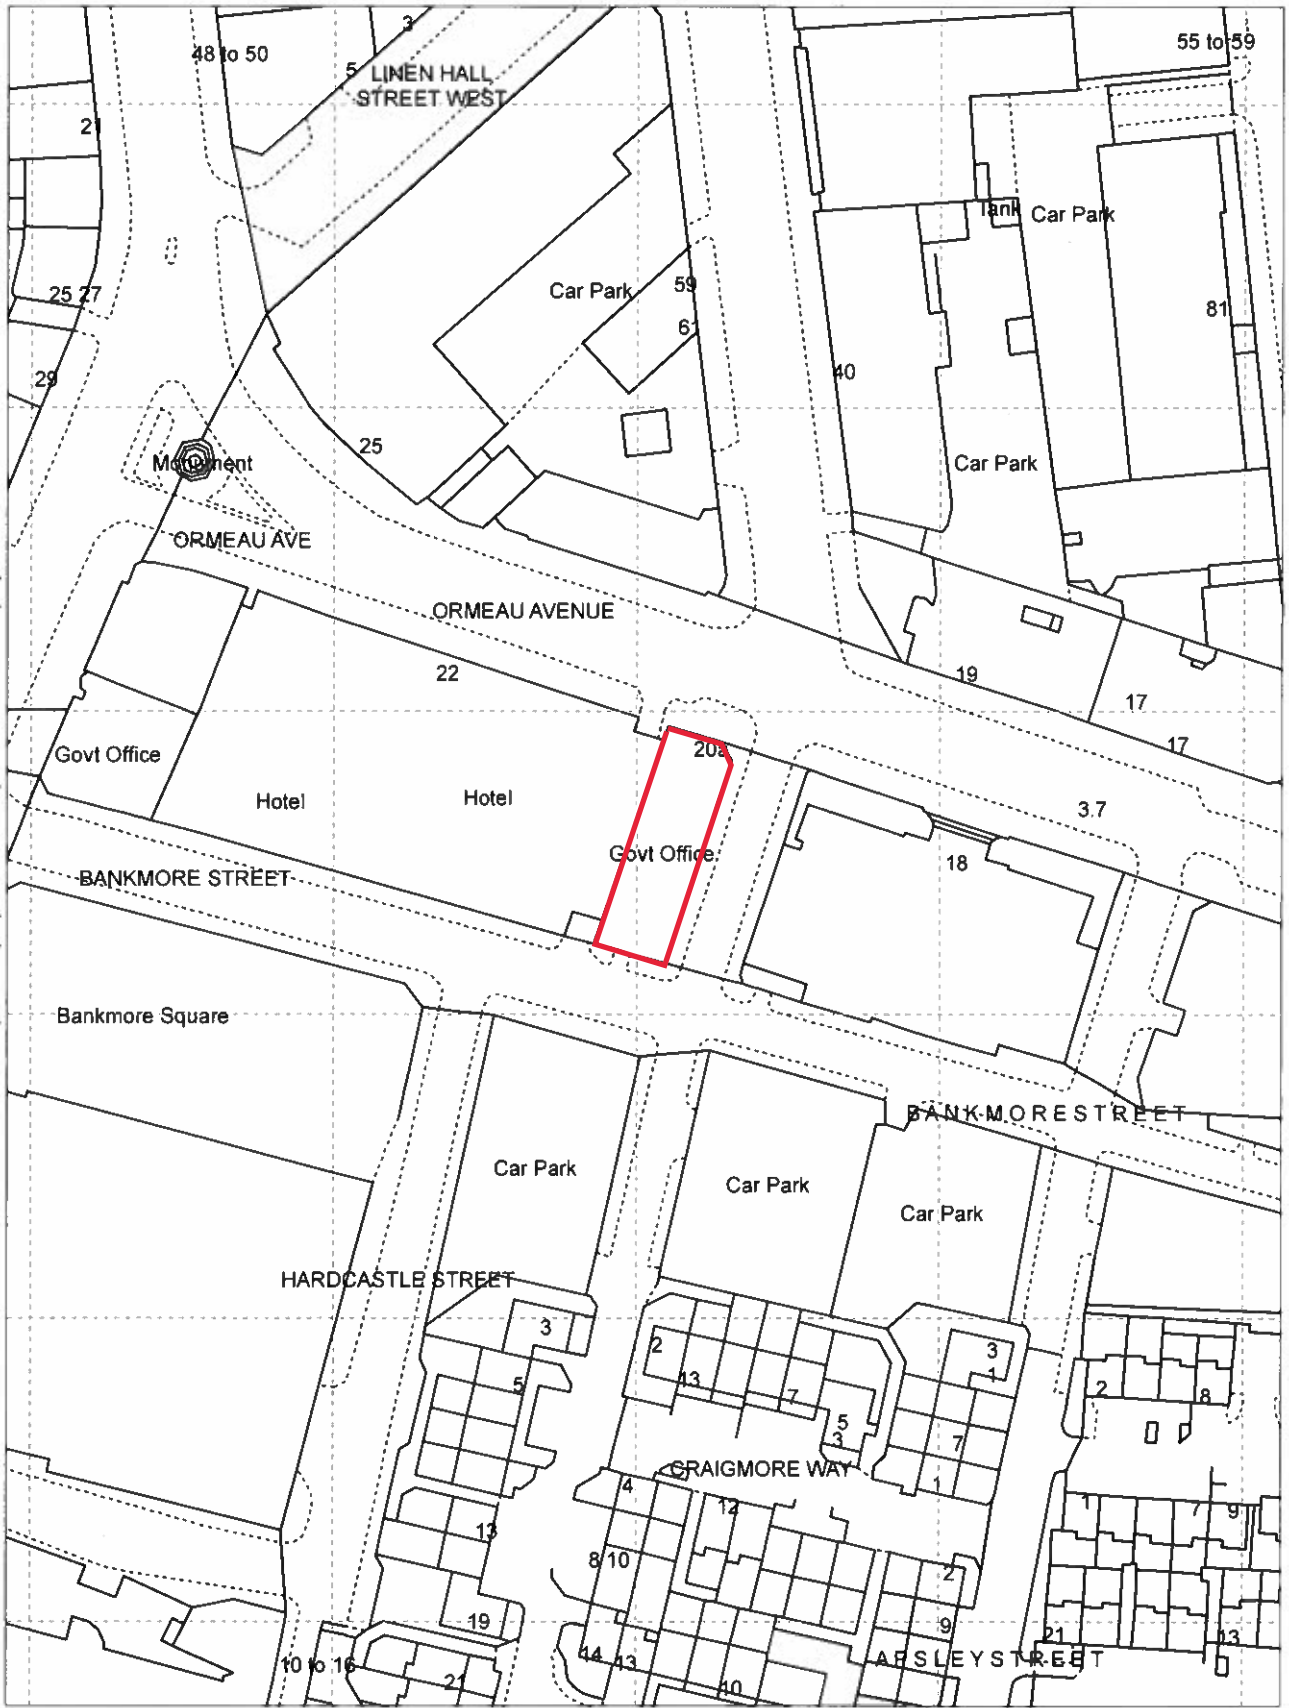 3
48 to 50
55 to 59
5
LINEN HALL
STREET WEST
21
Tank
Car Park
25 27
Car Park
59
61
81
29
40
25
Monument
Car Park
ORMEAU AVE
ORMEAU AVENUE
22
19
17
17
20a
Govt Office
Hotel
Hotel
3.7
Govt Office
18
BANKMORE STREET
Bankmore Square
BANKMORE STREET
Car Park
Car Park
Car Park
HARDCASTLE STREET
3
2
3
1
5
13
7
2
8
5
3
7
CRAIGMORE WAY
4
1
12
1
7
9
13
8 10
2
19
9
21
13
14
13
10 to 16
APSLEY STREET
21
10